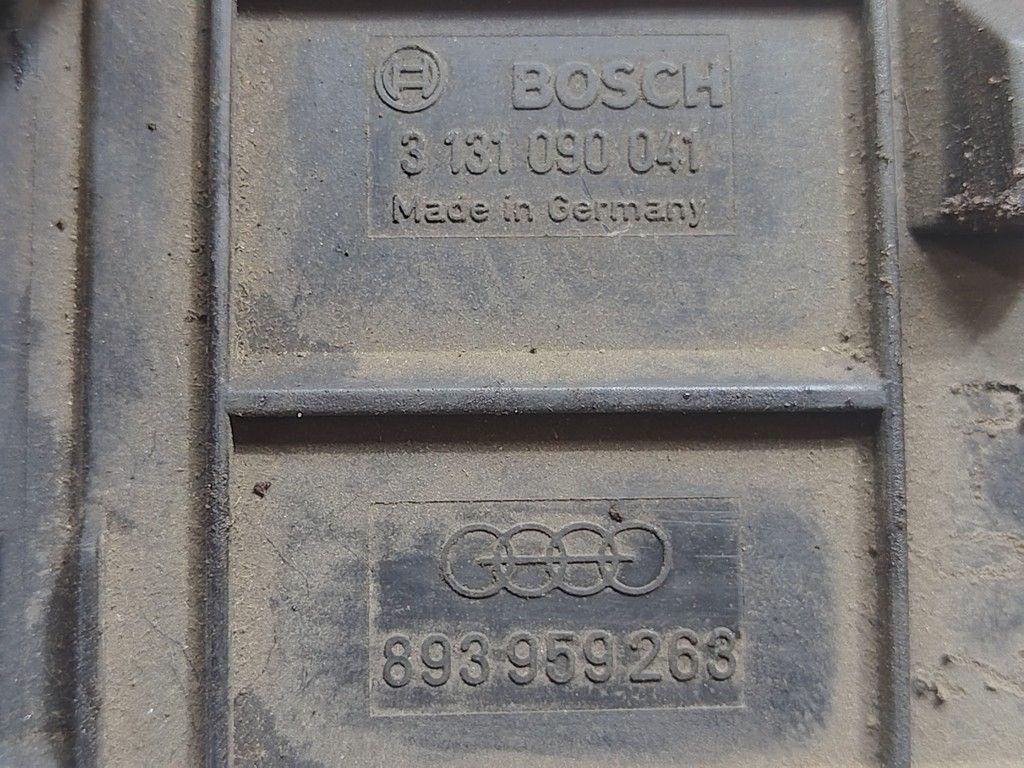 BOSCH
3 131 090 041
Made in Germany
893 959 263